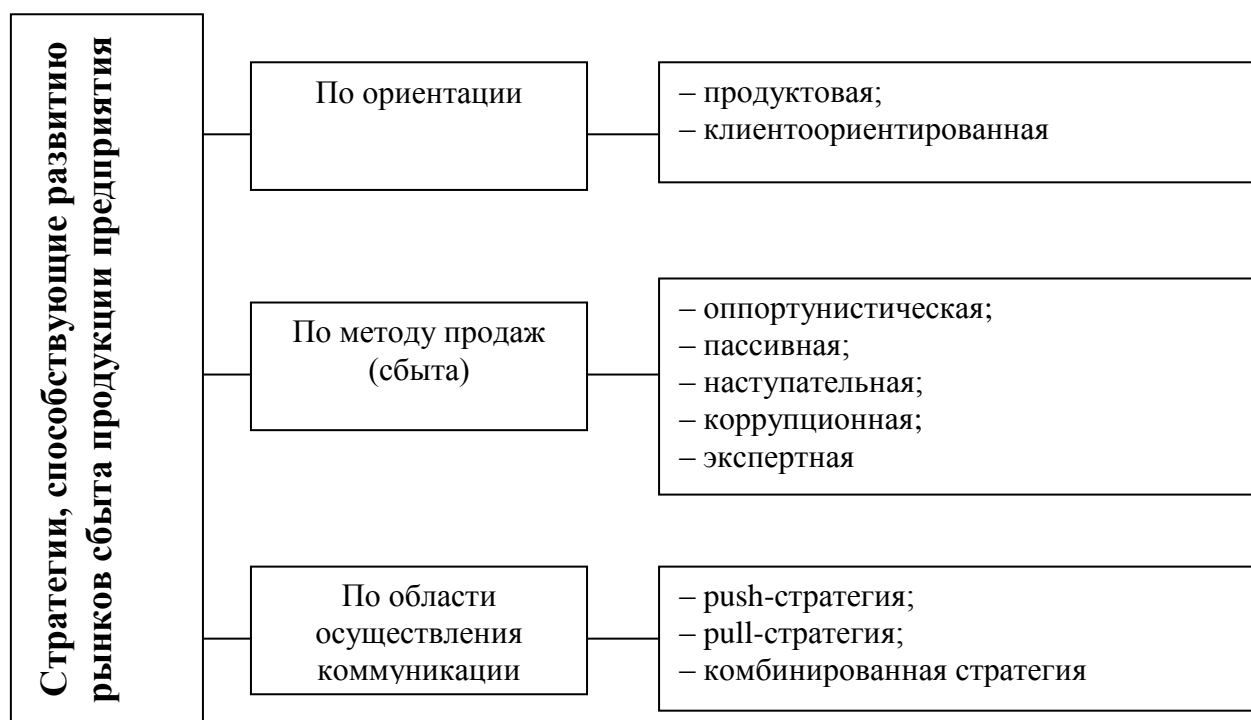 Стратегии, способствующие развитию
рынков сбыта продукции предприятия
По ориентации
– продуктовая;
– клиентоориентированная
По методу продаж
(сбыта)
– оппортунистическая;
– пассивная;
– наступательная;
– коррупционная;
– экспертная
По области
осуществления
коммуникации
– push-стратегия;
– pull-стратегия;
– комбинированная стратегия